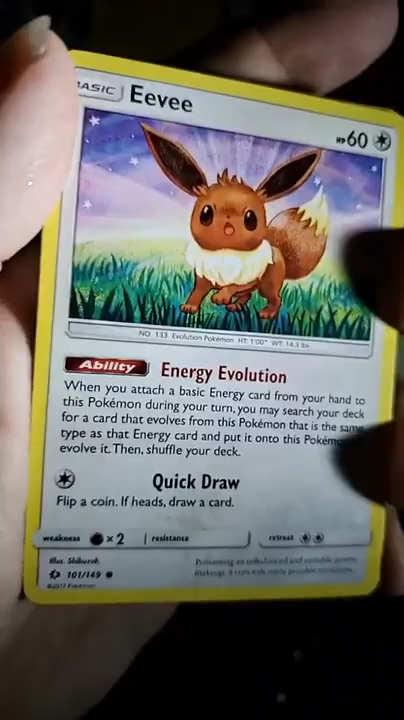 BASIC Eevee HP 60
NO. 133 Evolution Pokémon HT: 1'00" WT: 14.3 lbs.
Ability Energy Evolution
When you attach a basic Energy card from your hand to
this Pokémon during your turn, you may search your deck
for a card that evolves from this Pokémon that is the same
type as that Energy card and put it onto this Pokémon
evolve it. Then, shuffle your deck.
Quick Draw
Flip a coin. If heads, draw a card.
weakness ×2 resistance retreat
Illus. Shibuzoh.
101/149
©2017 Pokémon